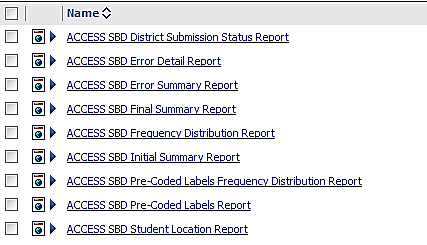 Name
ACCESS SBD District Submission Status Report
ACCESS SBD Error Detail Report
ACCESS SBD Error Summary Report
ACCESS SBD Final Summary Report
ACCESS SBD Frequency Distribution Report
ACCESS SBD Initial Summary Report
ACCESS SBD Pre-Coded Labels Frequency Distribution Report
ACCESS SBD Pre-Coded Labels Report
ACCESS SBD Student Location Report